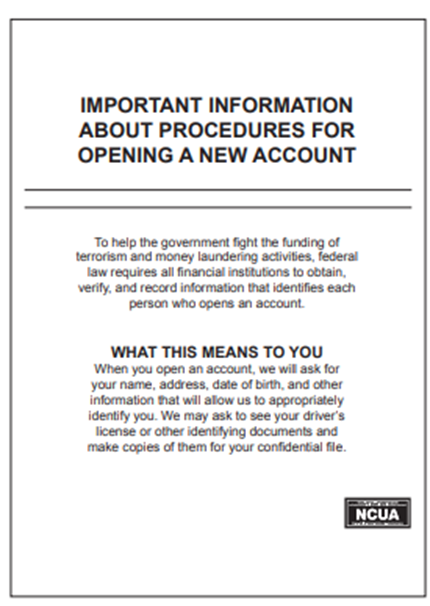 IMPORTANT INFORMATION
ABOUT PROCEDURES FOR
OPENING A NEW ACCOUNT
To help the government fight the funding of
terrorism and money laundering activities, federal
law requires all financial institutions to obtain,
verify, and record information that identifies each
person who opens an account.
WHAT THIS MEANS TO YOU
When you open an account, we will ask for
your name, address, date of birth, and other
information that will allow us to appropriately
identify you. We may ask to see your driver's
license or other identifying documents and
make copies of them for your confidential file.
NCUA